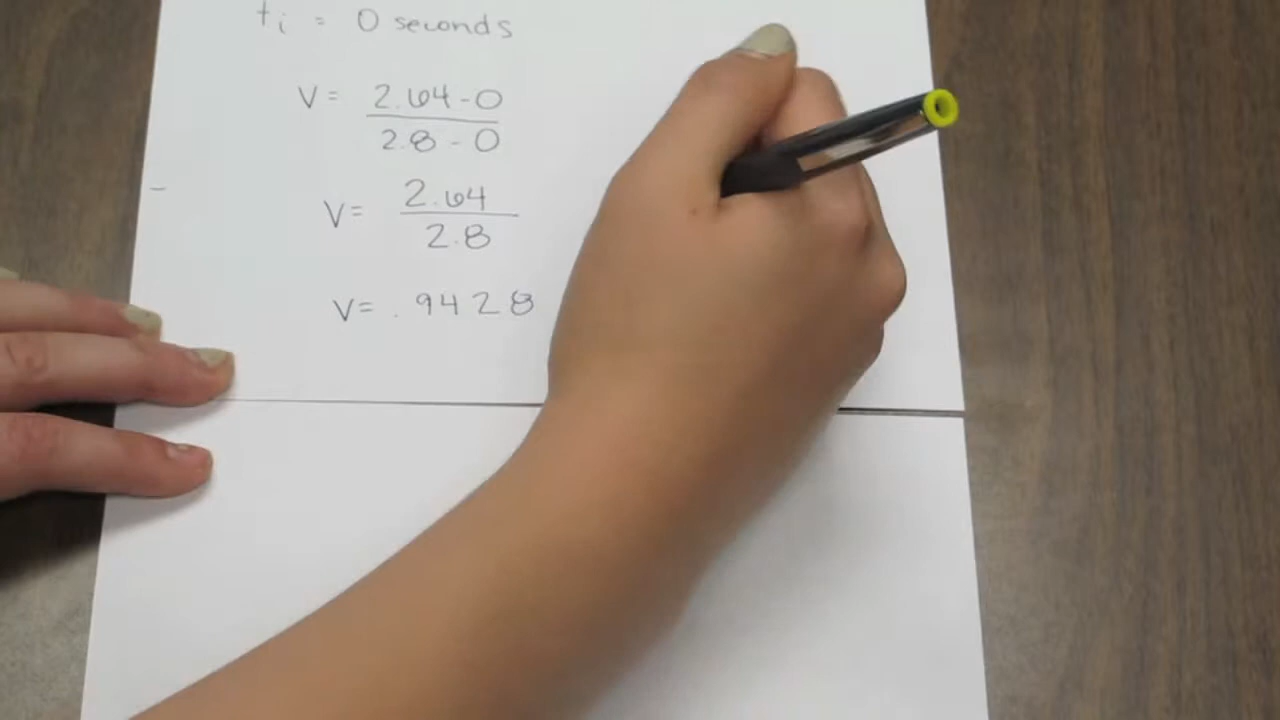 ti = 0 seconds
V = 2.64 - 0
2.8 - 0
V = 2.64
2.8
V = .9428